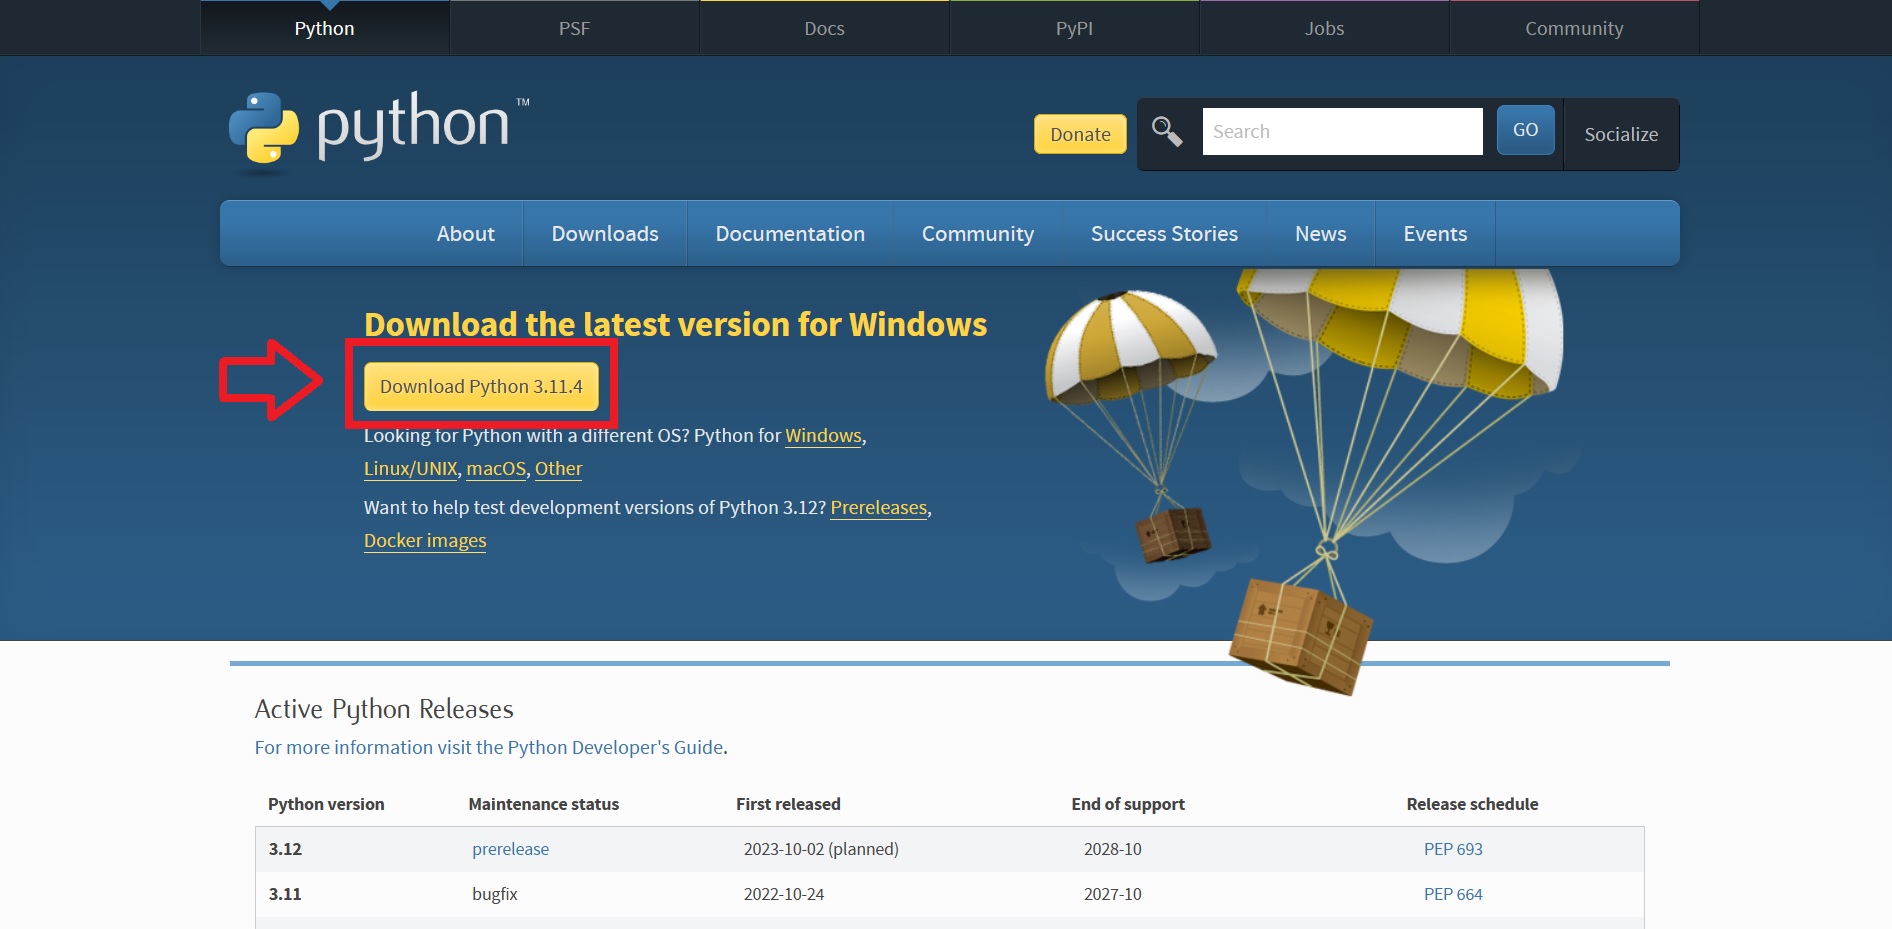 Python PSF Docs PyPI Jobs Community
python™
Donate Search GO Socialize
About Downloads Documentation Community Success Stories News Events
Download the latest version for Windows
Download Python 3.11.4
Looking for Python with a different OS? Python for Windows,
Linux/UNIX, macOS, Other
Want to help test development versions of Python 3.12? Prereleases,
Docker images
Active Python Releases
For more information visit the Python Developer's Guide.
Python version Maintenance status First released End of support Release schedule
3.12 prerelease 2023-10-02 (planned) 2028-10 PEP 693
3.11 bugfix 2022-10-24 2027-10 PEP 664